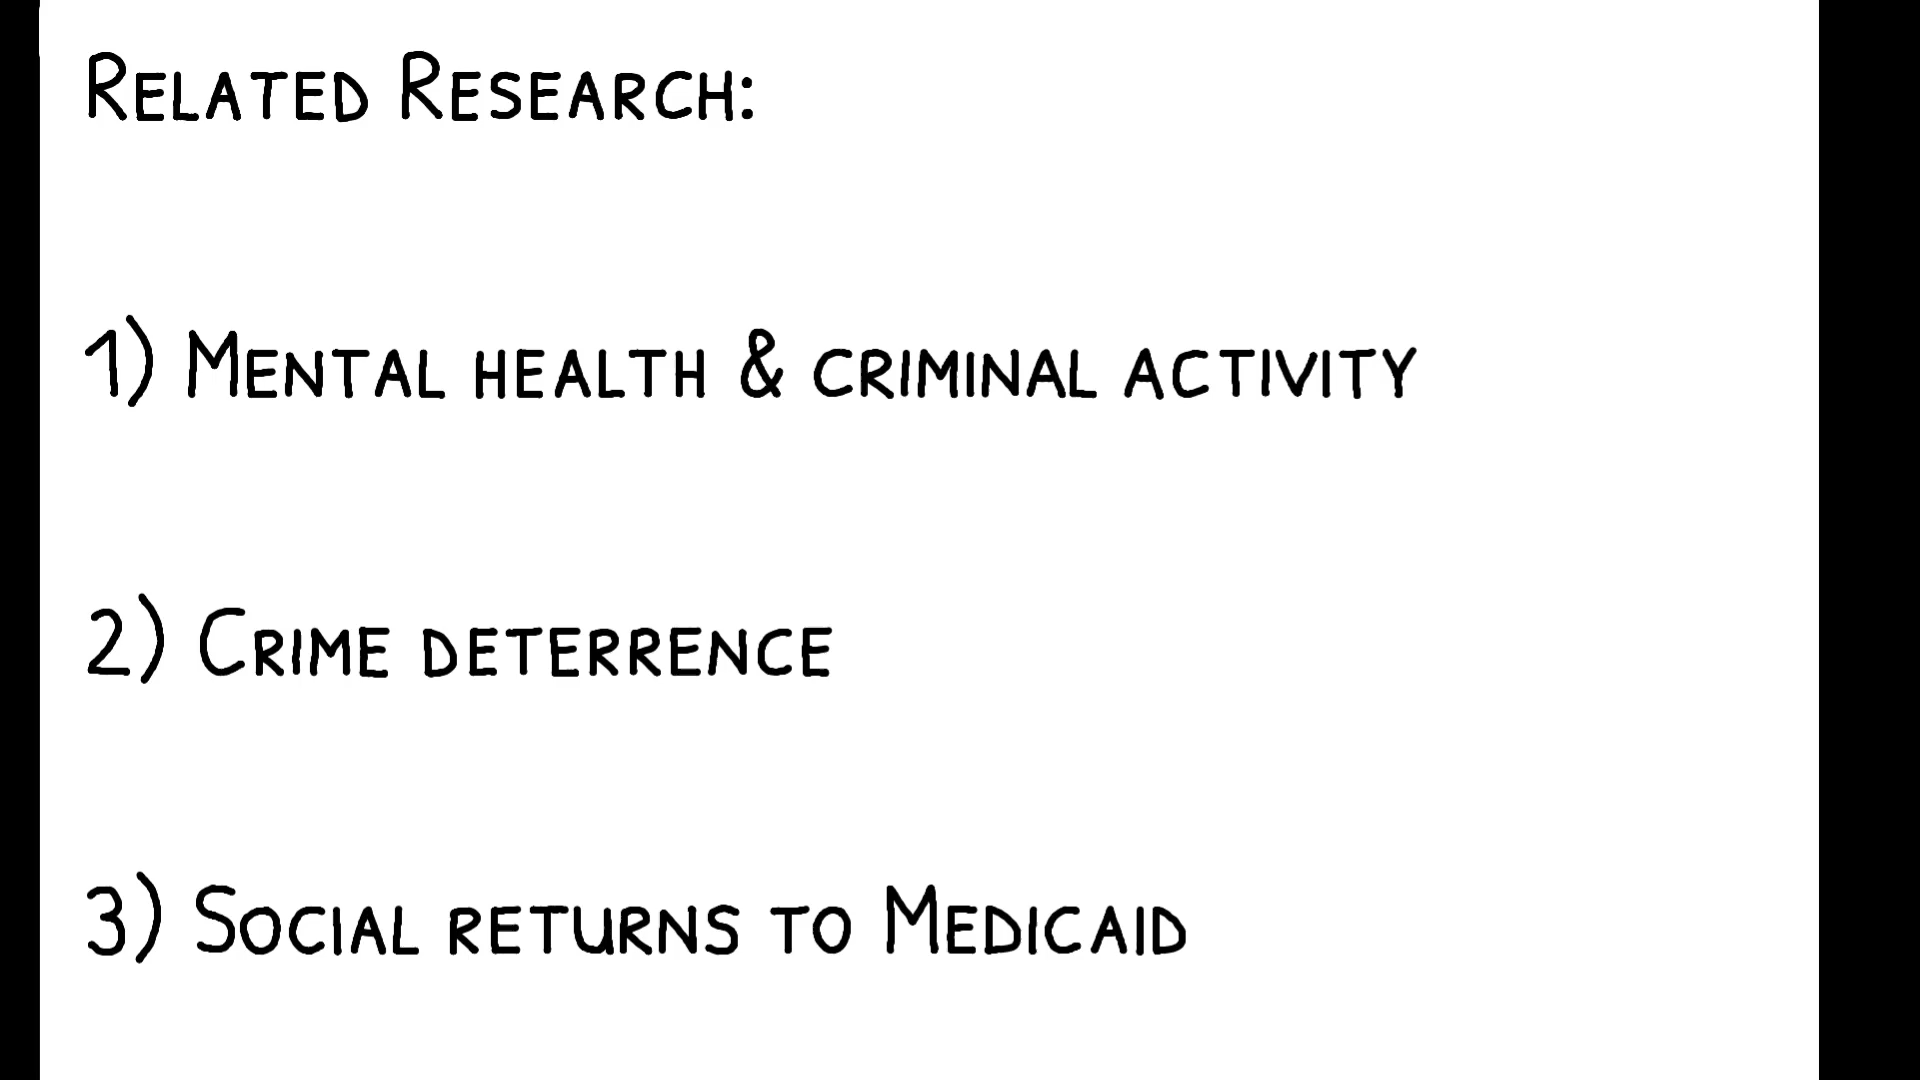 Related Research:
1) Mental health & criminal activity
2) Crime deterrence
3) Social returns to Medicaid